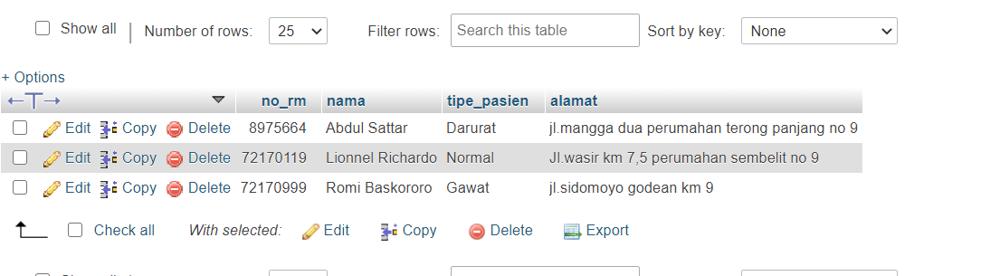 Show all Number of rows: 25 Filter rows: Search this table Sort by key: None
+ Options
←T→ no_rm nama tipe_pasien alamat
Edit Copy Delete 8975664 Abdul Sattar Darurat jl.mangga dua perumahan terong panjang no 9
Edit Copy Delete 72170119 Lionnel Richardo Normal Jl.wasir km 7,5 perumahan sembelit no 9
Edit Copy Delete 72170999 Romi Baskororo Gawat jl.sidomoyo godean km 9
Check all With selected: Edit Copy Delete Export